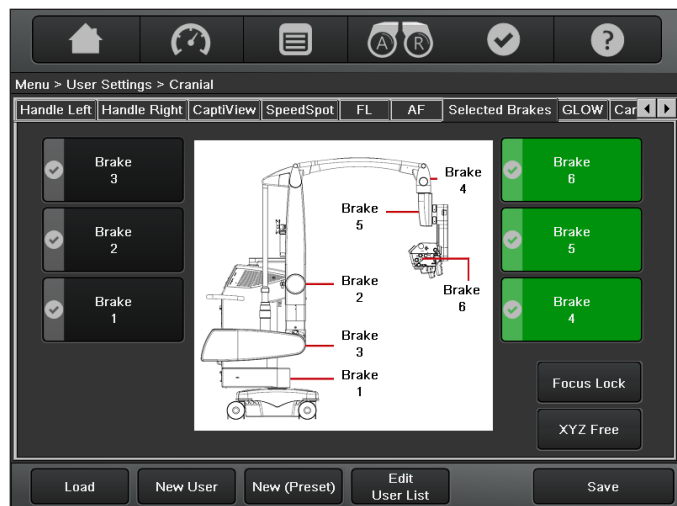 A R
?
Menu > User Settings > Cranial
Handle Left Handle Right CaptiView SpeedSpot FL AF Selected Brakes GLOW Car
Brake
3
Brake
2
Brake
1
Brake
4
Brake
5
Brake
2
Brake
6
Brake
3
Brake
1
Brake
6
Brake
5
Brake
4
Focus Lock
XYZ Free
Load
New User
New (Preset)
Edit
User List
Save